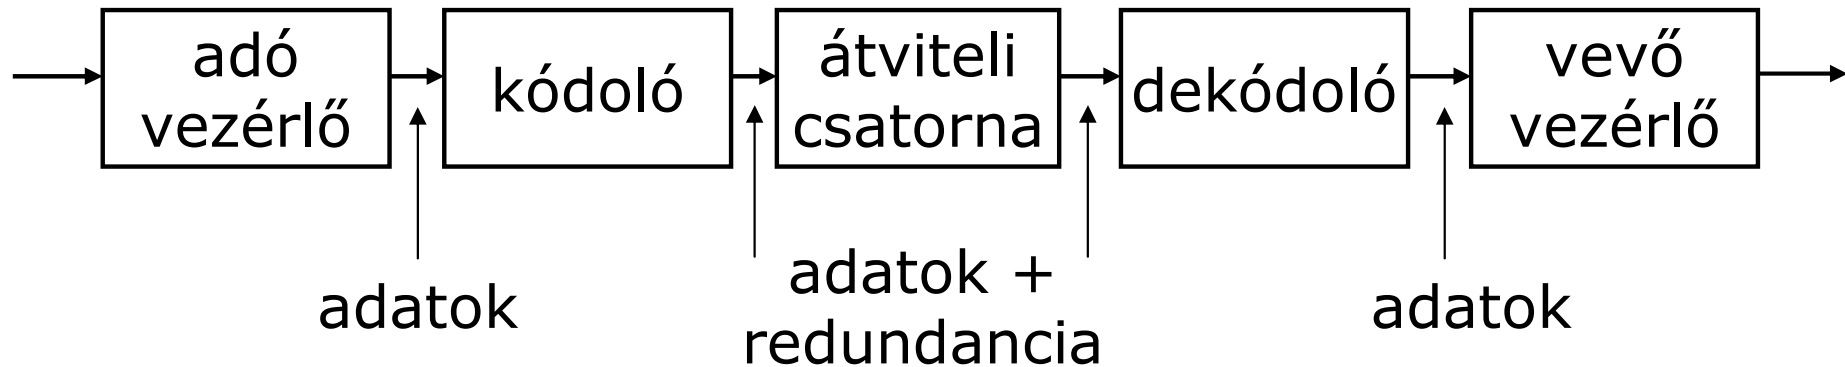 adó
vezérlő
kódoló
átviteli
csatorna
dekódoló
vevő
vezérlő
adatok
adatok +
redundancia
adatok